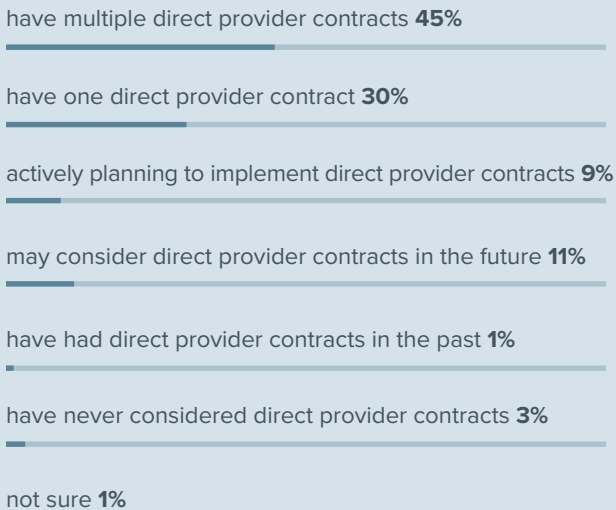 have multiple direct provider contracts 45%
have one direct provider contract 30%
actively planning to implement direct provider contracts 9%
may consider direct provider contracts in the future 11%
have had direct provider contracts in the past 1%
have never considered direct provider contracts 3%
not sure 1%